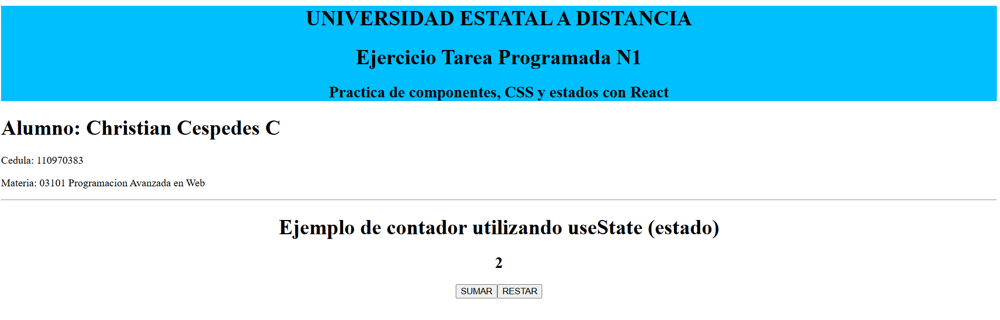 UNIVERSIDAD ESTATAL A DISTANCIA
Ejercicio Tarea Programada N1
Practica de componentes, CSS y estados con React
Alumno: Christian Cespedes C
Cedula: 110970383
Materia: 03101 Programacion Avanzada en Web
Ejemplo de contador utilizando useState (estado)
2
SUMAR RESTAR